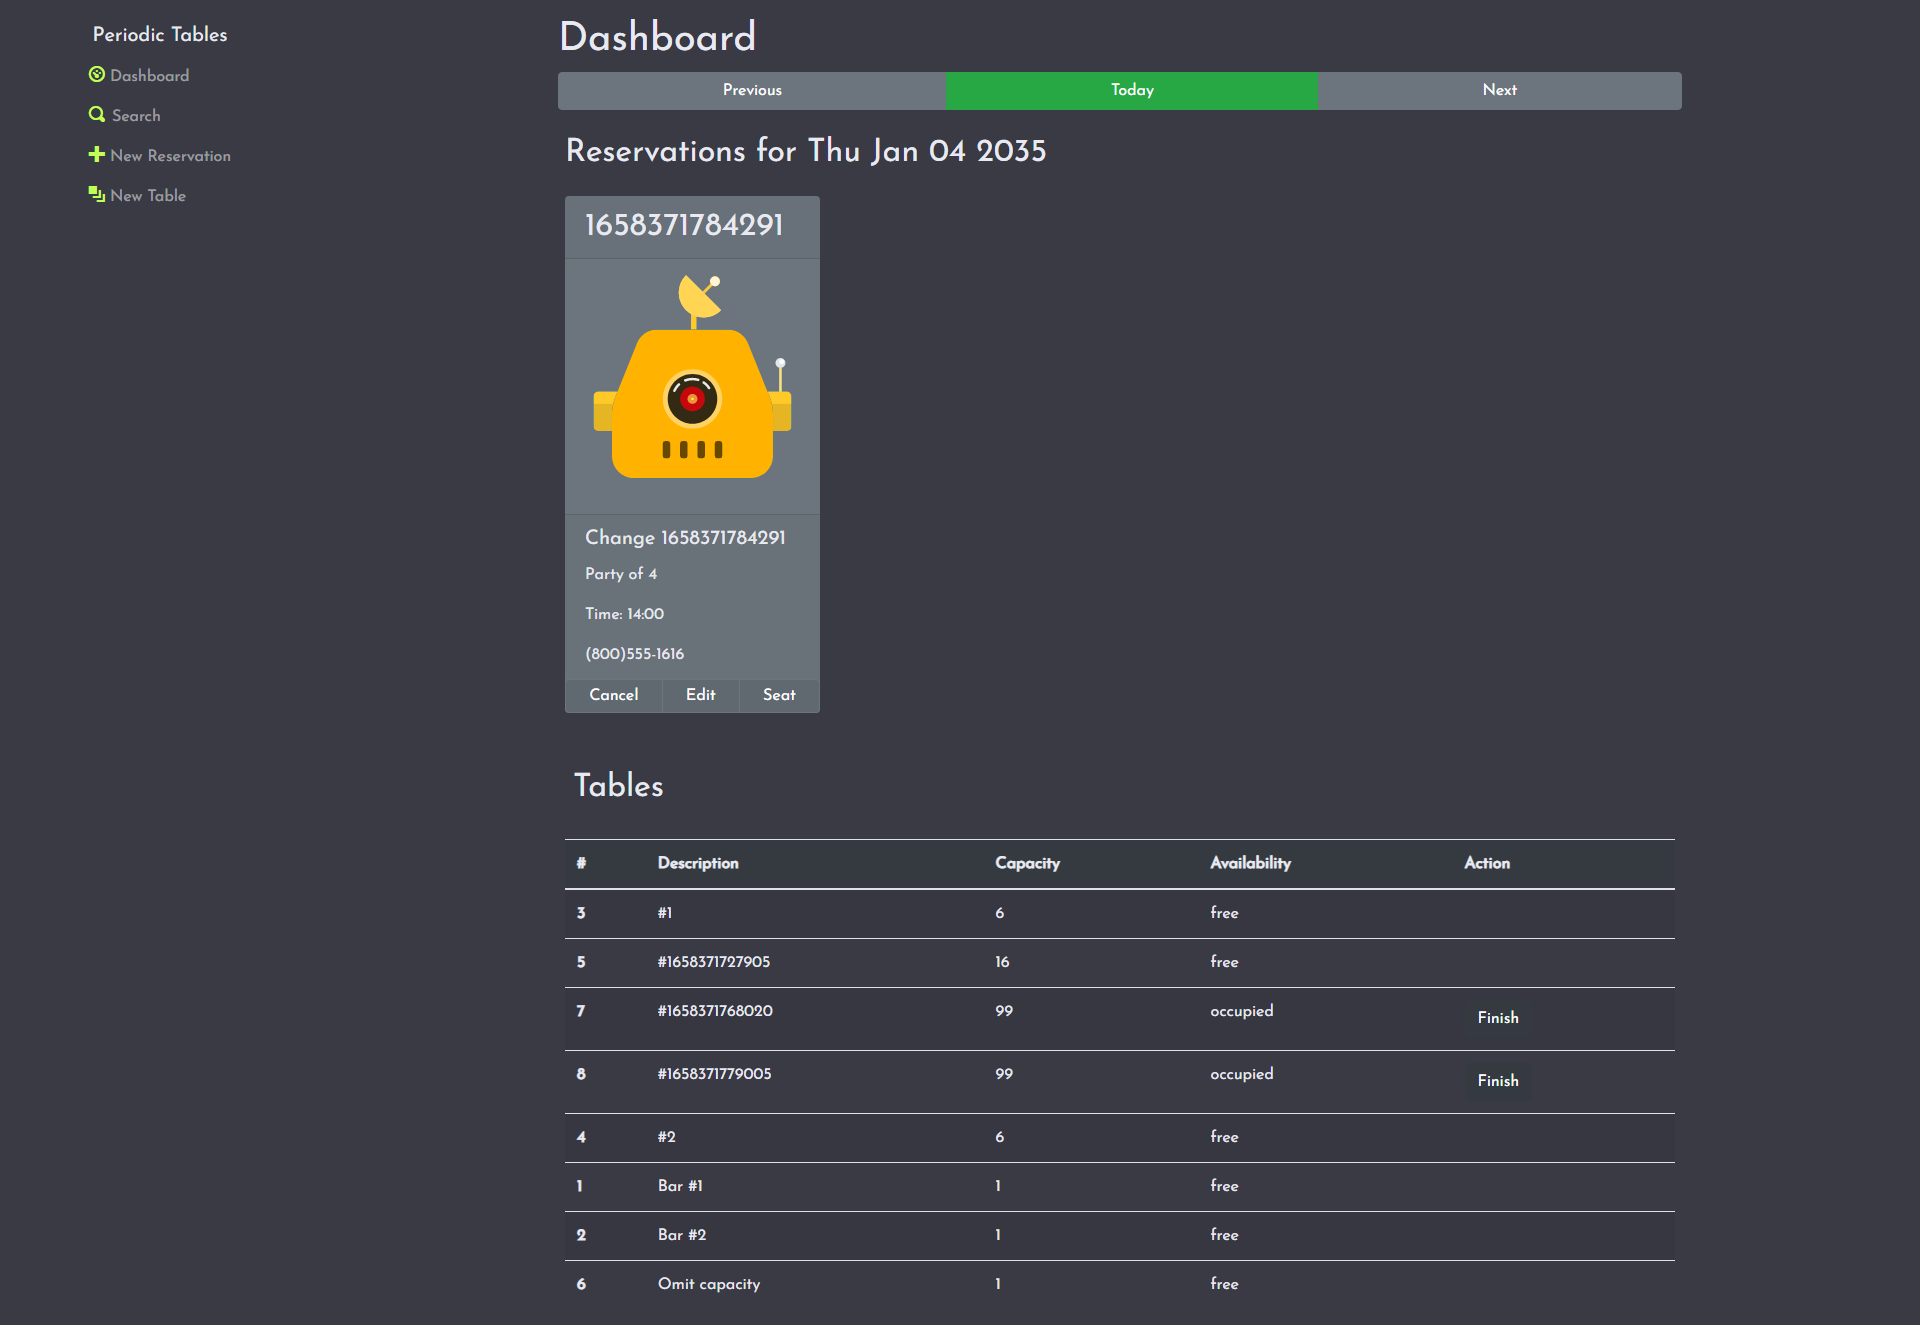 Periodic Tables
Dashboard
Search
New Reservation
New Table
Dashboard
Previous Today Next
Reservations for Thu Jan 04 2035
1658371784291
Change 1658371784291
Party of 4
Time: 14:00
(800)555-1616
Cancel Edit Seat
Tables
# Description Capacity Availability Action
3 #1 6 free
5 #1658371727905 16 free
7 #1658371768020 99 occupied Finish
8 #1658371779005 99 occupied Finish
4 #2 6 free
1 Bar #1 1 free
2 Bar #2 1 free
6 Omit capacity 1 free